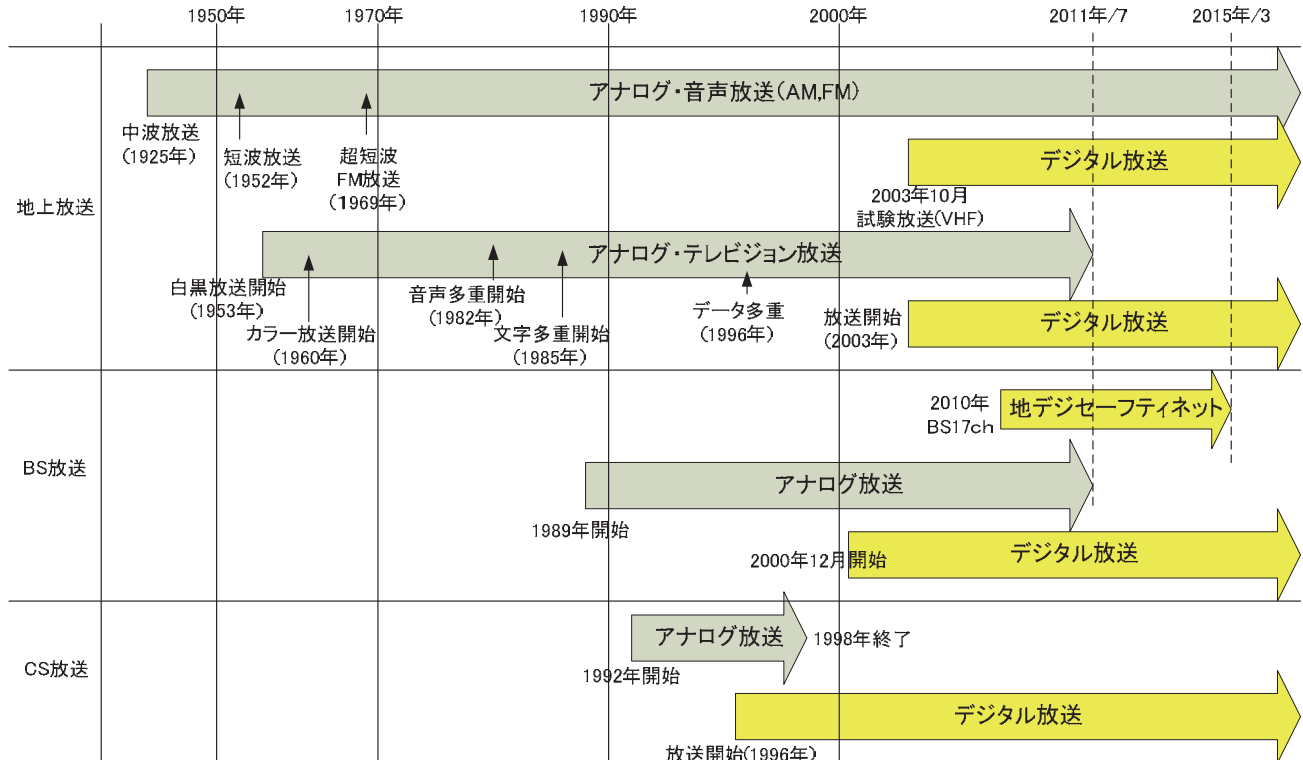 1950年
1970年
1990年
2000年
2011年/7
2015年/3
地上放送
アナログ・音声放送(AM,FM)
中波放送
(1925年)
短波放送
(1952年)
超短波
FM放送
(1969年)
デジタル放送
2003年10月
試験放送(VHF)
アナログ・テレビジョン放送
白黒放送開始
(1953年)
カラー放送開始
(1960年)
音声多重開始
(1982年)
文字多重開始
(1985年)
データ多重
(1996年)
放送開始
(2003年)
デジタル放送
BS放送
2010年
BS17ch
地デジセーフティネット
アナログ放送
1989年開始
2000年12月開始
デジタル放送
CS放送
アナログ放送
1998年終了
1992年開始
デジタル放送
放送開始(1996年)